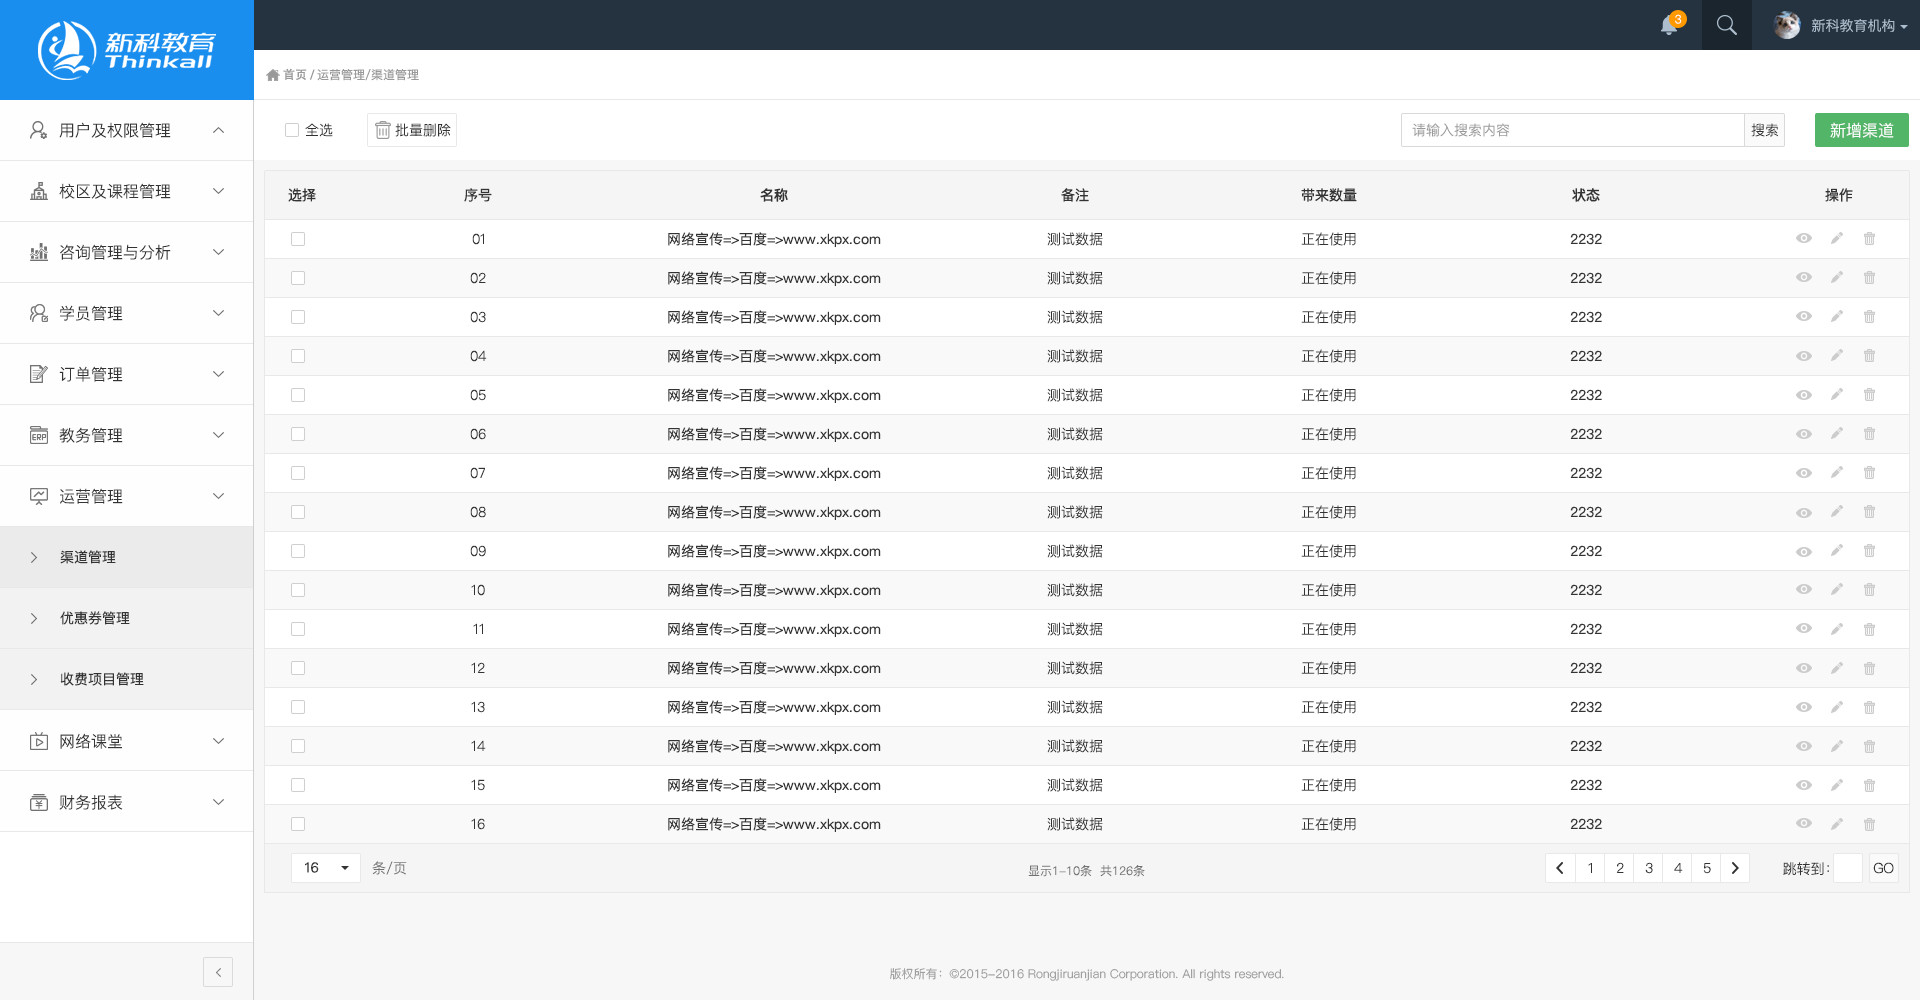 新科教育
Thinkall
3
新科教育机构
首页 / 运营管理/渠道管理
用户及权限管理
校区及课程管理
咨询管理与分析
学员管理
订单管理
ERP 教务管理
运营管理
渠道管理
优惠券管理
收费项目管理
网络课堂
财务报表
全选 批量删除 请输入搜索内容 搜索 新增渠道
选择 序号 名称 备注 带来数量 状态 操作
01 网络宣传=>百度=>www.xkpx.com 测试数据 正在使用 2232
02 网络宣传=>百度=>www.xkpx.com 测试数据 正在使用 2232
03 网络宣传=>百度=>www.xkpx.com 测试数据 正在使用 2232
04 网络宣传=>百度=>www.xkpx.com 测试数据 正在使用 2232
05 网络宣传=>百度=>www.xkpx.com 测试数据 正在使用 2232
06 网络宣传=>百度=>www.xkpx.com 测试数据 正在使用 2232
07 网络宣传=>百度=>www.xkpx.com 测试数据 正在使用 2232
08 网络宣传=>百度=>www.xkpx.com 测试数据 正在使用 2232
09 网络宣传=>百度=>www.xkpx.com 测试数据 正在使用 2232
10 网络宣传=>百度=>www.xkpx.com 测试数据 正在使用 2232
11 网络宣传=>百度=>www.xkpx.com 测试数据 正在使用 2232
12 网络宣传=>百度=>www.xkpx.com 测试数据 正在使用 2232
13 网络宣传=>百度=>www.xkpx.com 测试数据 正在使用 2232
14 网络宣传=>百度=>www.xkpx.com 测试数据 正在使用 2232
15 网络宣传=>百度=>www.xkpx.com 测试数据 正在使用 2232
16 网络宣传=>百度=>www.xkpx.com 测试数据 正在使用 2232
16 条/页 显示1-10条 共126条 1 2 3 4 5 跳转到: GO
版权所有：©2015-2016 Rongjiruanjian Corporation. All rights reserved.